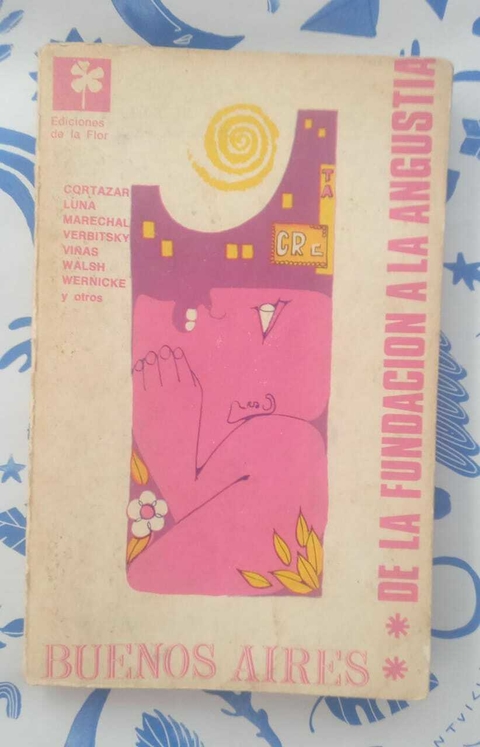 Ediciones
de la Flor
CORTAZAR
LUNA
MARECHAL
VERBITSKY
VIÑAS
WALSH
WERNICKE
y otros
TA
CRE
DE LA FUNDACION A LA ANGUSTIA
BUENOS AIRES **